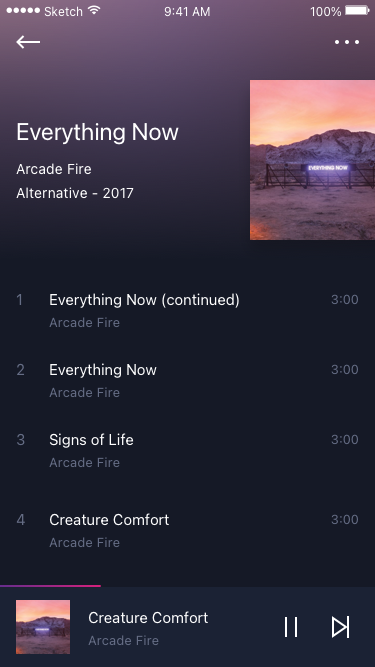 Sketch 9:41 AM 100%
Everything Now
Arcade Fire
Alternative - 2017
EVERYTHING NOW
1 Everything Now (continued) 3:00
Arcade Fire
2 Everything Now 3:00
Arcade Fire
3 Signs of Life 3:00
Arcade Fire
4 Creature Comfort 3:00
Arcade Fire
Creature Comfort
Arcade Fire